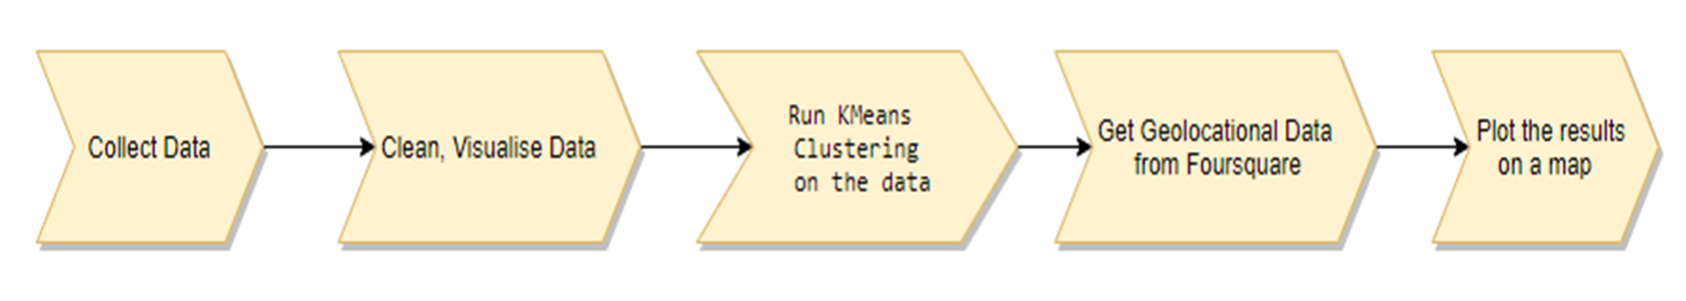 Collect Data
Clean, Visualise Data
Run KMeans
Clustering
on the data
Get Geolocational Data
from Foursquare
Plot the results
on a map